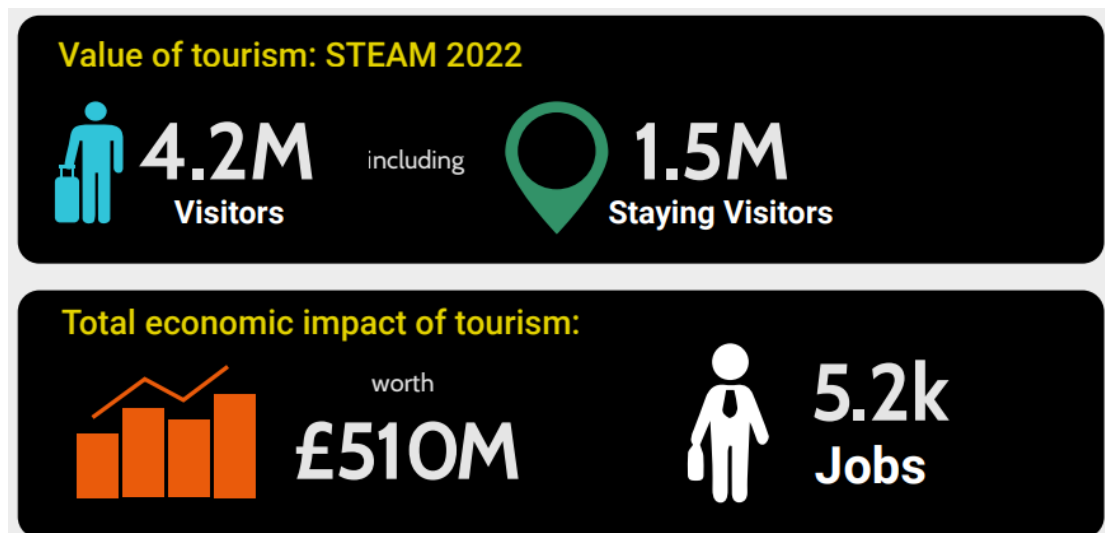 Value of tourism: STEAM 2022
4.2M including 1.5M
Visitors Staying Visitors
Total economic impact of tourism:
worth
£510M
5.2k
Jobs